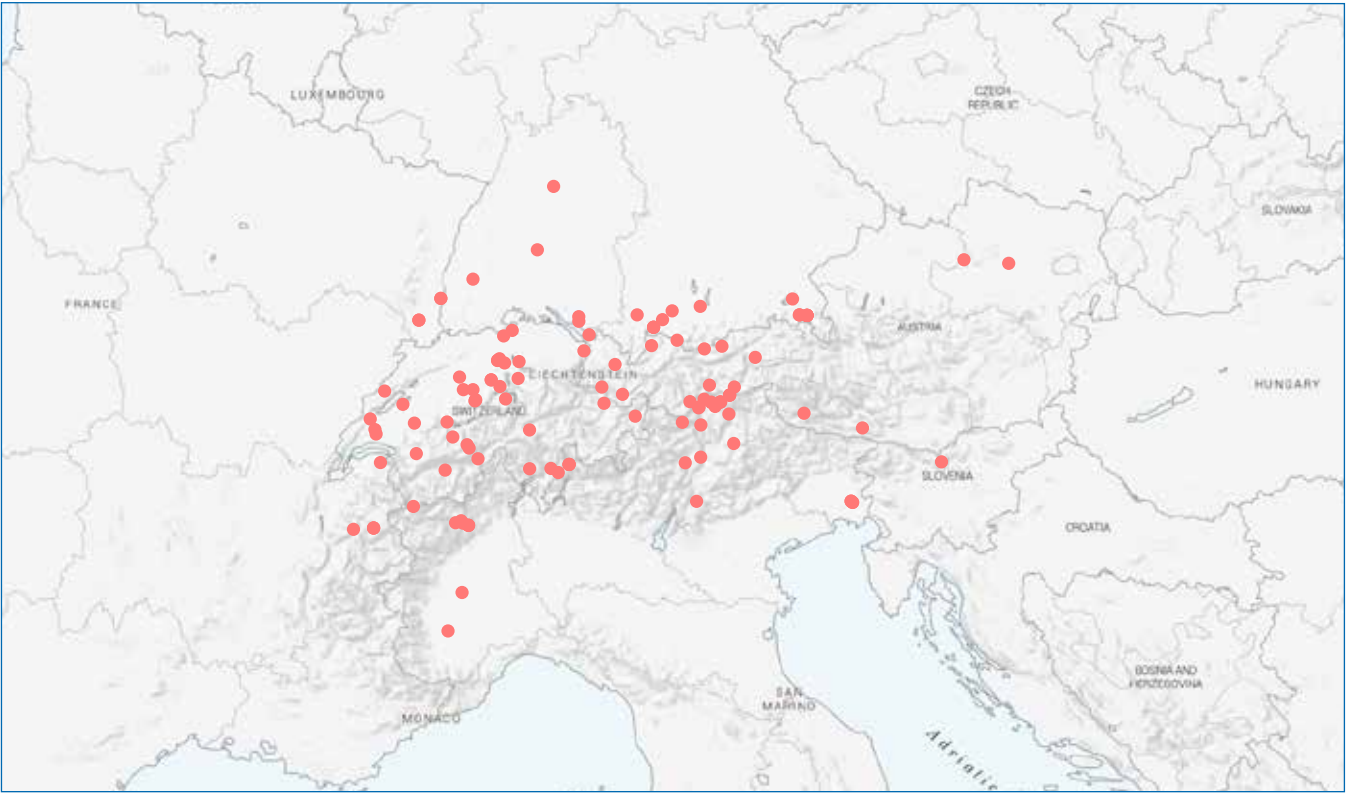 LUXEMBOURG
CZECH
REPUBLIC
SLOVAKIA
FRANCE
AUSTRIA
LIECHTENSTEIN
HUNGARY
SWITZERLAND
SLOVENIA
CROATIA
BOSNIA AND
HERZEGOVINA
SAN
MARINO
MONACO
Adriatic